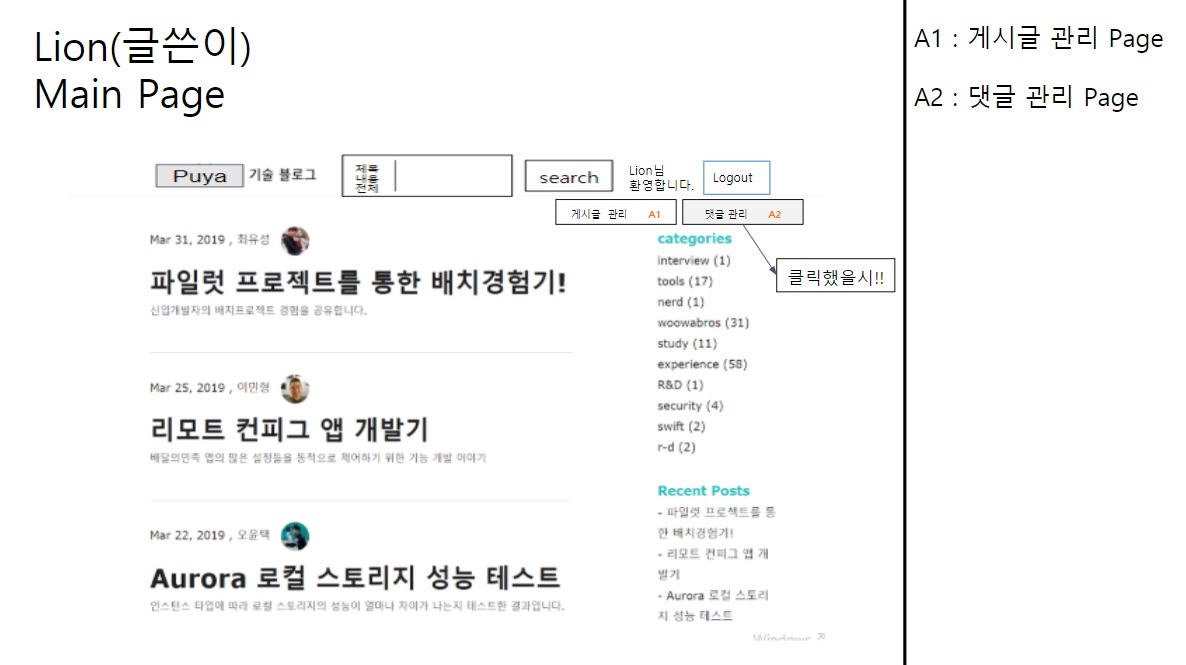 Lion(글쓴이)
Main Page
A1 : 게시글 관리 Page
A2 : 댓글 관리 Page
Puya 기술 블로그
제목
내용
전체
search
Lion님
환영합니다.
Logout
게시글 관리 A1
댓글 관리 A2
클릭했을시!!
Mar 31, 2019 , 최유성
파일럿 프로젝트를 통한 배치경험기!
신입개발자의 배치프로젝트 경험을 공유합니다.
Mar 25, 2019 , 이민형
리모트 컨피그 앱 개발기
배달의민족 앱의 많은 설정들을 동적으로 제어하기 위한 기능 개발 이야기
Mar 22, 2019 , 오윤택
Aurora 로컬 스토리지 성능 테스트
인스턴스 타입에 따라 로컬 스토리지의 성능이 얼마나 차이가 나는지 테스트한 결과입니다.
categories
interview (1)
tools (17)
nerd (1)
woowabros (31)
study (11)
experience (58)
R&D (1)
security (4)
swift (2)
r-d (2)
Recent Posts
- 파일럿 프로젝트를 통
한 배치경험기!
- 리모트 컨피그 앱 개
발기
- Aurora 로컬 스토리
지 성능 테스트
Windows